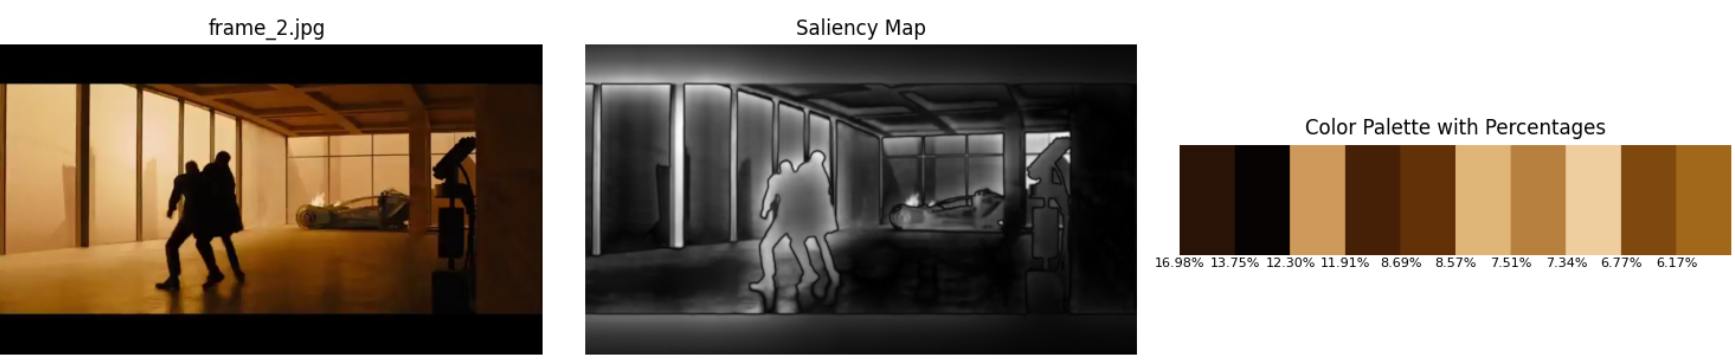 frame_2.jpg
Saliency Map
Color Palette with Percentages
16.98% 13.75% 12.30% 11.91% 8.69% 8.57% 7.51% 7.34% 6.77% 6.17%